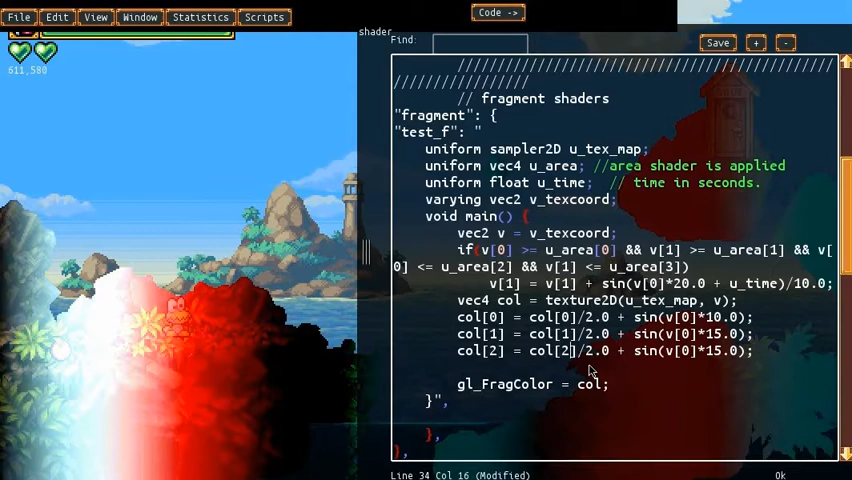 File Edit View Window Statistics Scripts
Code ->
611,580
shader
Find:
Save + -
///////////////////////////////////////////////
/////////////////
// fragment shaders
"fragment": {
"test_f": "
uniform sampler2D u_tex_map;
uniform vec4 u_area; //area shader is applied
uniform float u_time; // time in seconds.
varying vec2 v_texcoord;
void main() {
vec2 v = v_texcoord;
if(v[0] >= u_area[0] && v[1] >= u_area[1] && v[
0] <= u_area[2] && v[1] <= u_area[3])
v[1] = v[1] + sin(v[0]*20.0 + u_time)/10.0;
vec4 col = texture2D(u_tex_map, v);
col[0] = col[0]/2.0 + sin(v[0]*10.0);
col[1] = col[1]/2.0 + sin(v[0]*15.0);
col[2] = col[2]/2.0 + sin(v[0]*15.0);
gl_FragColor = col;
}",
},
},
Line 34 Col 16 (Modified)
Ok